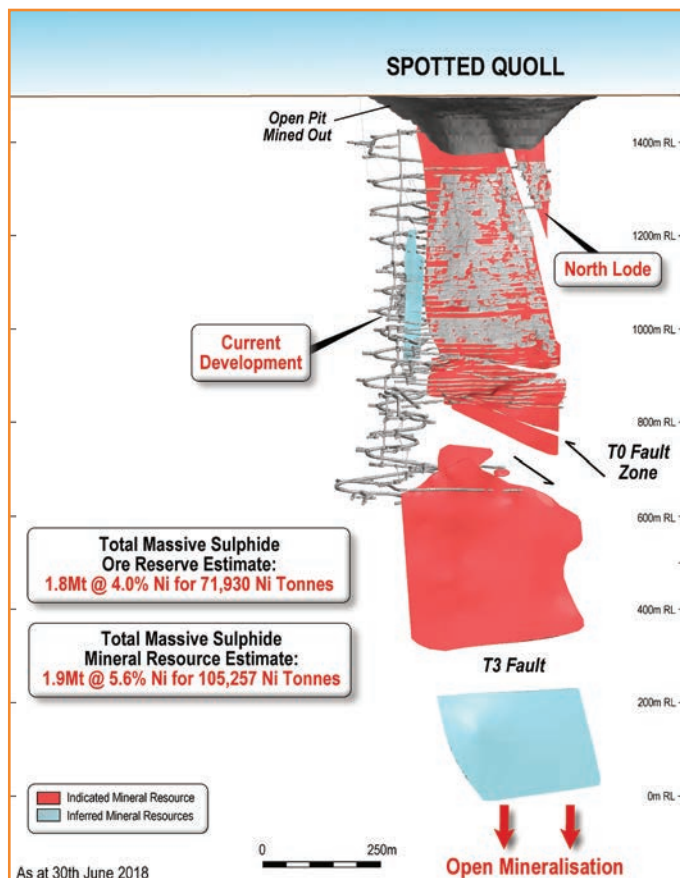 SPOTTED QUOLL
Open Pit
Mined Out
1400m RL
1200m RL
North Lode
1000m RL
Current
Development
800m RL
T0 Fault
Zone
600m RL
Total Massive Sulphide
Ore Reserve Estimate:
1.8Mt @ 4.0% Ni for 71,930 Ni Tonnes
400m RL
Total Massive Sulphide
Mineral Resource Estimate:
1.9Mt @ 5.6% Ni for 105,257 Ni Tonnes
T3 Fault
200m RL
Indicated Mineral Resource
Inferred Mineral Resources
0m RL
0 250m
Open Mineralisation
As at 30th June 2018